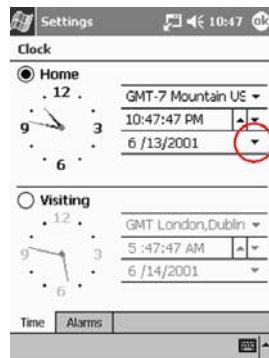 Settings 10:47 ok
Clock
Home
12
9 3
6
GMT-7 Mountain US
10:47:47 PM
6 /13/2001
Visiting
12
9 3
6
GMT London,Dublin
5 :47:47 AM
6 /14/2001
Time Alarms